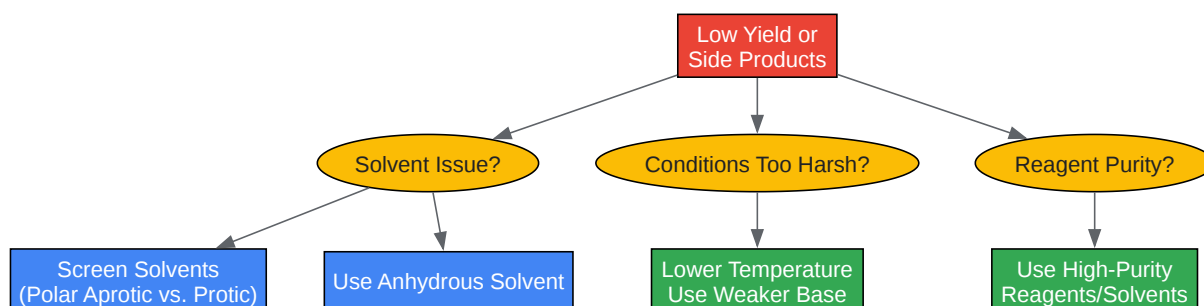 Low Yield or
Side Products
Solvent Issue?
Conditions Too Harsh?
Reagent Purity?
Screen Solvents
(Polar Aprotic vs. Protic)
Use Anhydrous Solvent
Lower Temperature
Use Weaker Base
Use High-Purity
Reagents/Solvents